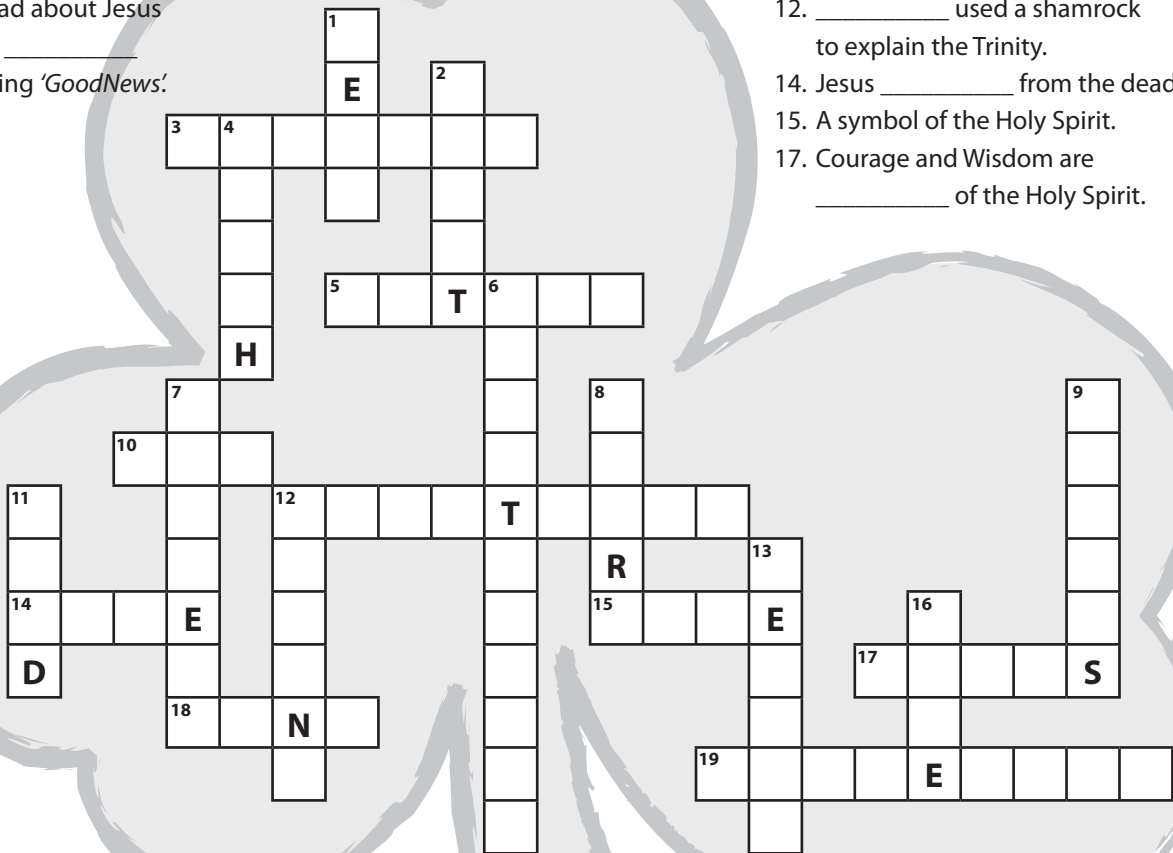 ad about Jesus
__________
ing ‘GoodNews’.
12. __________ used a shamrock
to explain the Trinity.
14. Jesus __________ from the dead
15. A symbol of the Holy Spirit.
17. Courage and Wisdom are
__________ of the Holy Spirit.
1
E 2
3 4
5 T 6
H
7 8 9
10
11 12 T
R 13
14 E 15 E 16
D 17 S
18 N
19 E